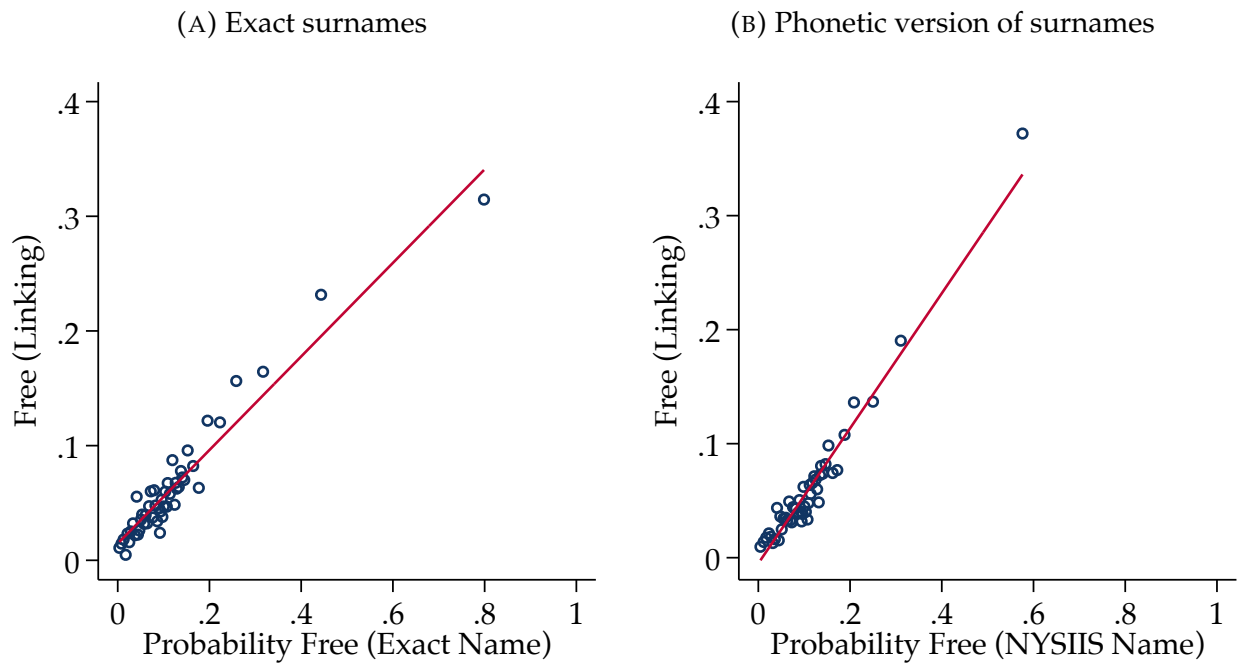 (A) Exact surnames
.4
.3
.2
.1
0
Free (Linking)
0 .2 .4 .6 .8 1
Probability Free (Exact Name)
(B) Phonetic version of surnames
.4
.3
.2
.1
0
Free (Linking)
0 .2 .4 .6 .8 1
Probability Free (NYSIIS Name)